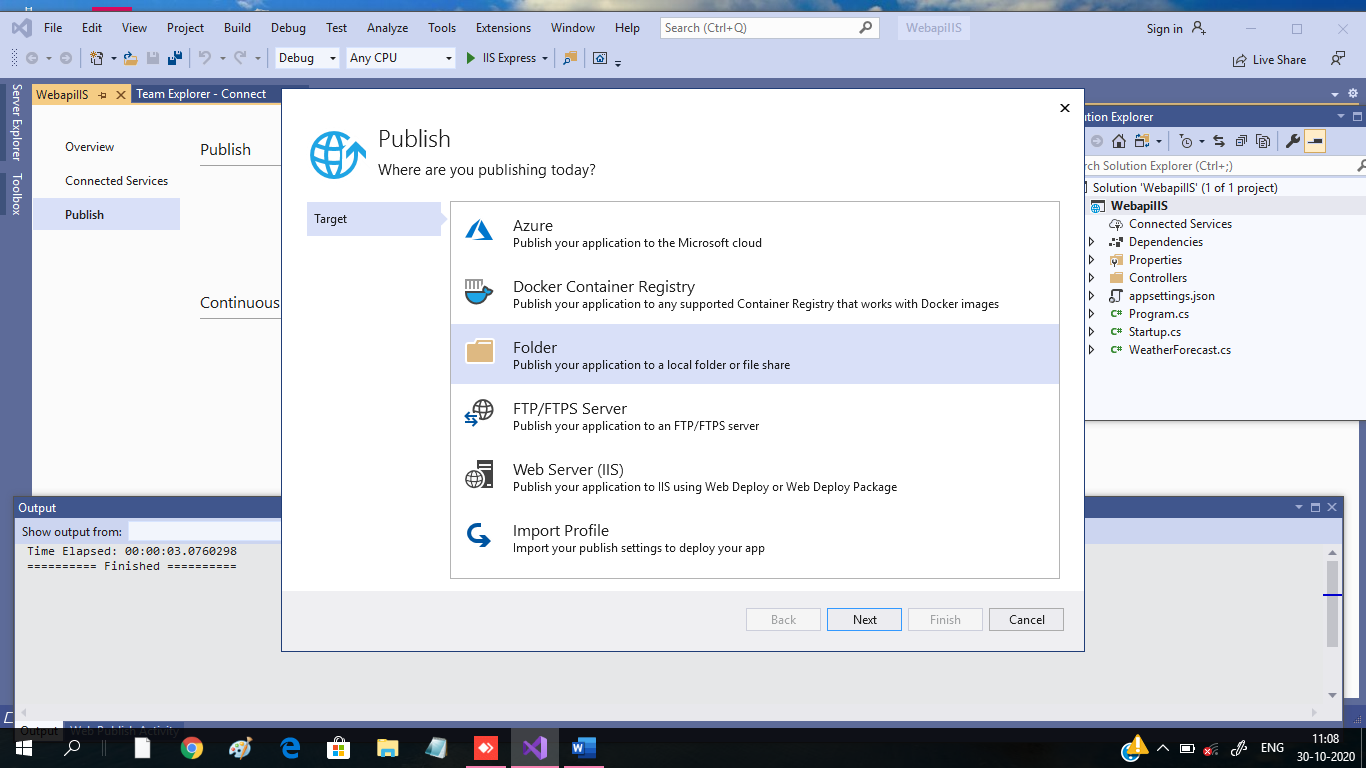 File Edit View Project Build Debug Test Analyze Tools Extensions Window Help Search (Ctrl+Q) WebapiIIS Sign in
Debug Any CPU IIS Express Live Share
Server Explorer
Toolbox
WebapiIIS Team Explorer - Connect
Overview
Connected Services
Publish
Publish
Continuous
Publish
Where are you publishing today?
Target
Azure
Publish your application to the Microsoft cloud
Docker Container Registry
Publish your application to any supported Container Registry that works with Docker images
Folder
Publish your application to a local folder or file share
FTP/FTPS Server
Publish your application to an FTP/FTPS server
Web Server (IIS)
Publish your application to IIS using Web Deploy or Web Deploy Package
Import Profile
Import your publish settings to deploy your app
Back Next Finish Cancel
ution Explorer
rch Solution Explorer (Ctrl+;)
Solution 'WebapiIIS' (1 of 1 project)
WebapiIIS
Connected Services
Dependencies
Properties
Controllers
appsettings.json
C# Program.cs
C# Startup.cs
C# WeatherForecast.cs
Output
Show output from:
Time Elapsed: 00:00:03.0760298
========== Finished ==========
Output Web Publish Activity
ENG 11:08
30-10-2020